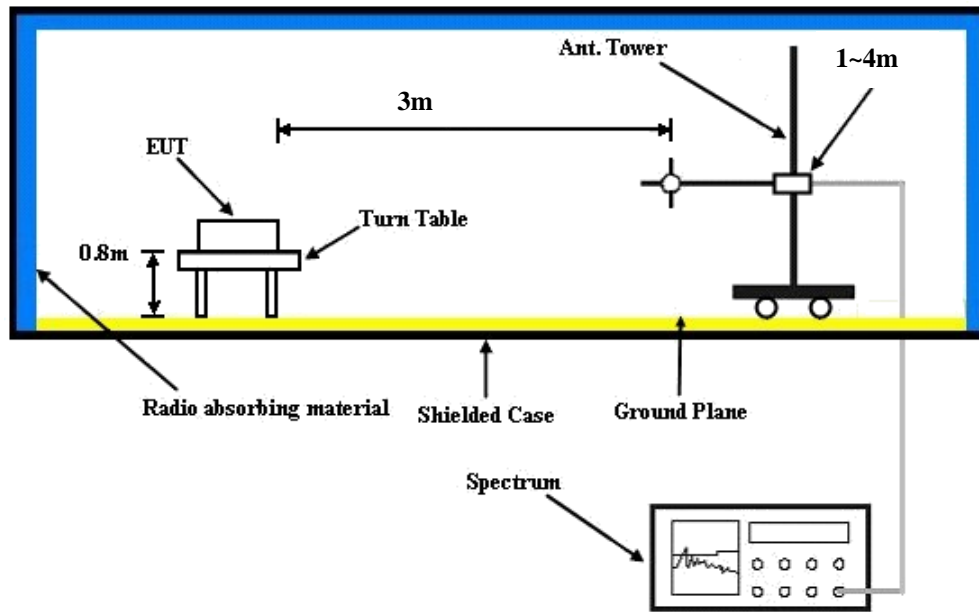 Ant. Tower
1~4m
3m
EUT
Turn Table
0.8m
Radio absorbing material
Shielded Case
Ground Plane
Spectrum